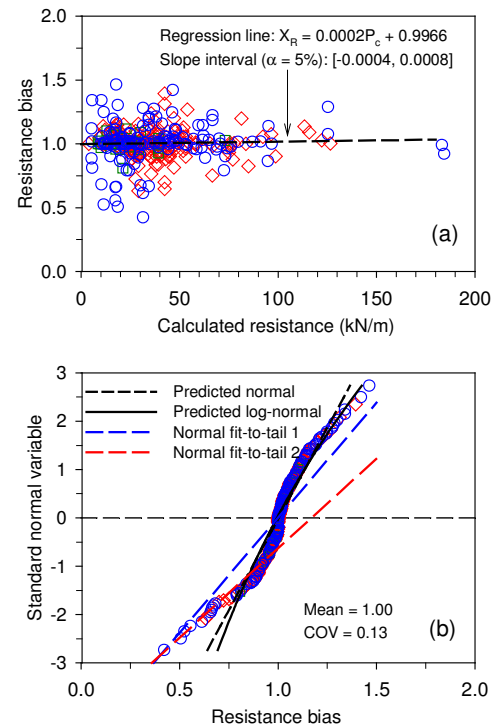 Regression line: X_R = 0.0002P_c + 0.9966
Slope interval (α = 5%): [-0.0004, 0.0008]
2.0
1.5
1.0
0.5
0.0
Resistance bias
(a)
0 50 100 150 200
Calculated resistance (kN/m)
3
2
1
0
-1
-2
-3
Standard normal variable
Predicted normal
Predicted log-normal
Normal fit-to-tail 1
Normal fit-to-tail 2
Mean = 1.00
COV = 0.13
(b)
0.0 0.5 1.0 1.5 2.0
Resistance bias